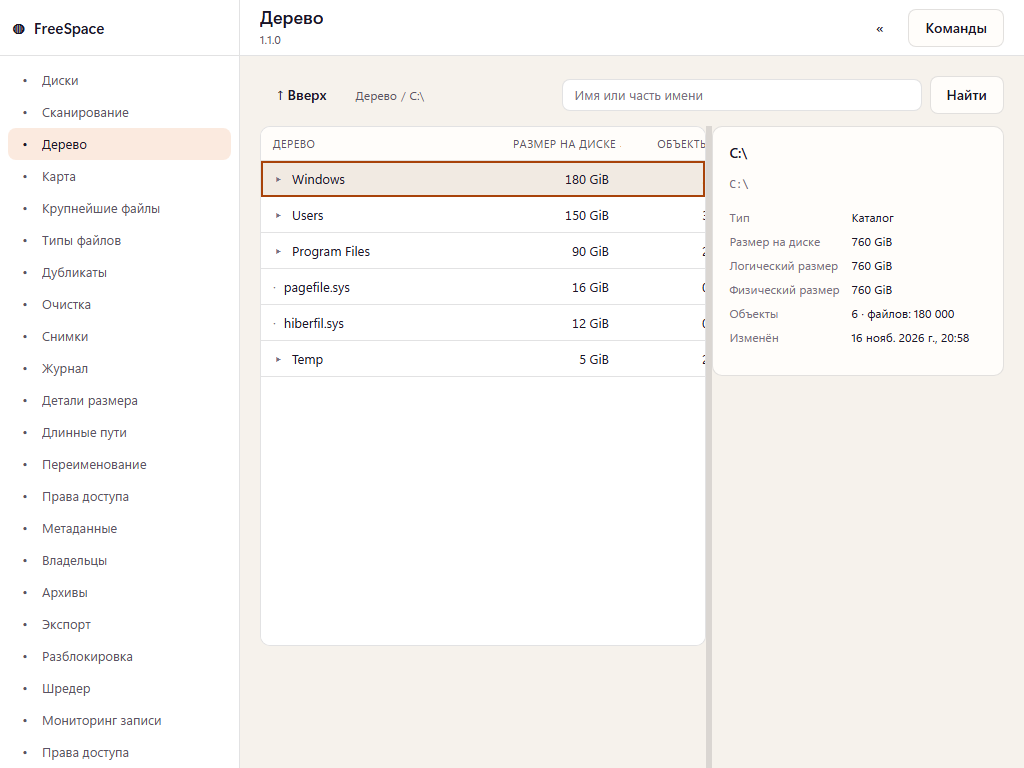 FreeSpace
Диски
Сканирование
Дерево
Карта
Крупнейшие файлы
Типы файлов
Дубликаты
Очистка
Снимки
Журнал
Детали размера
Длинные пути
Переименование
Права доступа
Метаданные
Владельцы
Архивы
Экспорт
Разблокировка
Шредер
Мониторинг записи
Права доступа
Дерево
1.1.0
« Команды
↑ Вверх Дерево / C:\ Имя или часть имени Найти
ДЕРЕВО РАЗМЕР НА ДИСКЕ ОБЪЕКТЫ
▸ Windows 180 GiB
▸ Users 150 GiB
▸ Program Files 90 GiB
· pagefile.sys 16 GiB
· hiberfil.sys 12 GiB
▸ Temp 5 GiB
C:\
C:\
Тип Каталог
Размер на диске 760 GiB
Логический размер 760 GiB
Физический размер 760 GiB
Объекты 6 · файлов: 180 000
Изменён 16 нояб. 2026 г., 20:58